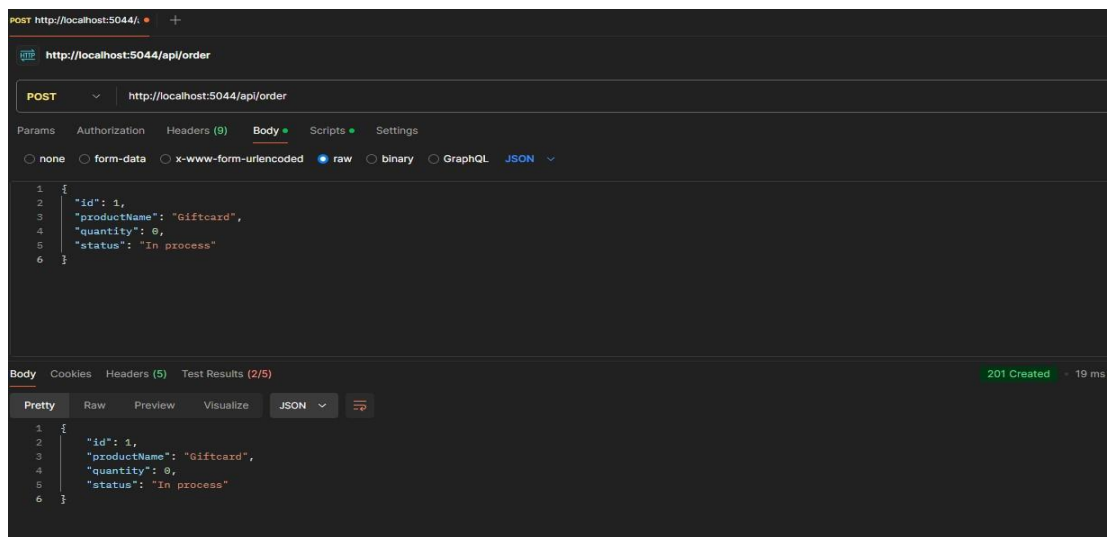 POST http://localhost:5044/a
HTTP http://localhost:5044/api/order
POST http://localhost:5044/api/order
Params Authorization Headers (9) Body Scripts Settings
none form-data x-www-form-urlencoded raw binary GraphQL JSON
1 {
2 "id": 1,
3 "productName": "Giftcard",
4 "quantity": 0,
5 "status": "In process"
6 }
Body Cookies Headers (5) Test Results (2/5) 201 Created 19 ms
Pretty Raw Preview Visualize JSON
1 {
2 "id": 1,
3 "productName": "Giftcard",
4 "quantity": 0,
5 "status": "In process"
6 }